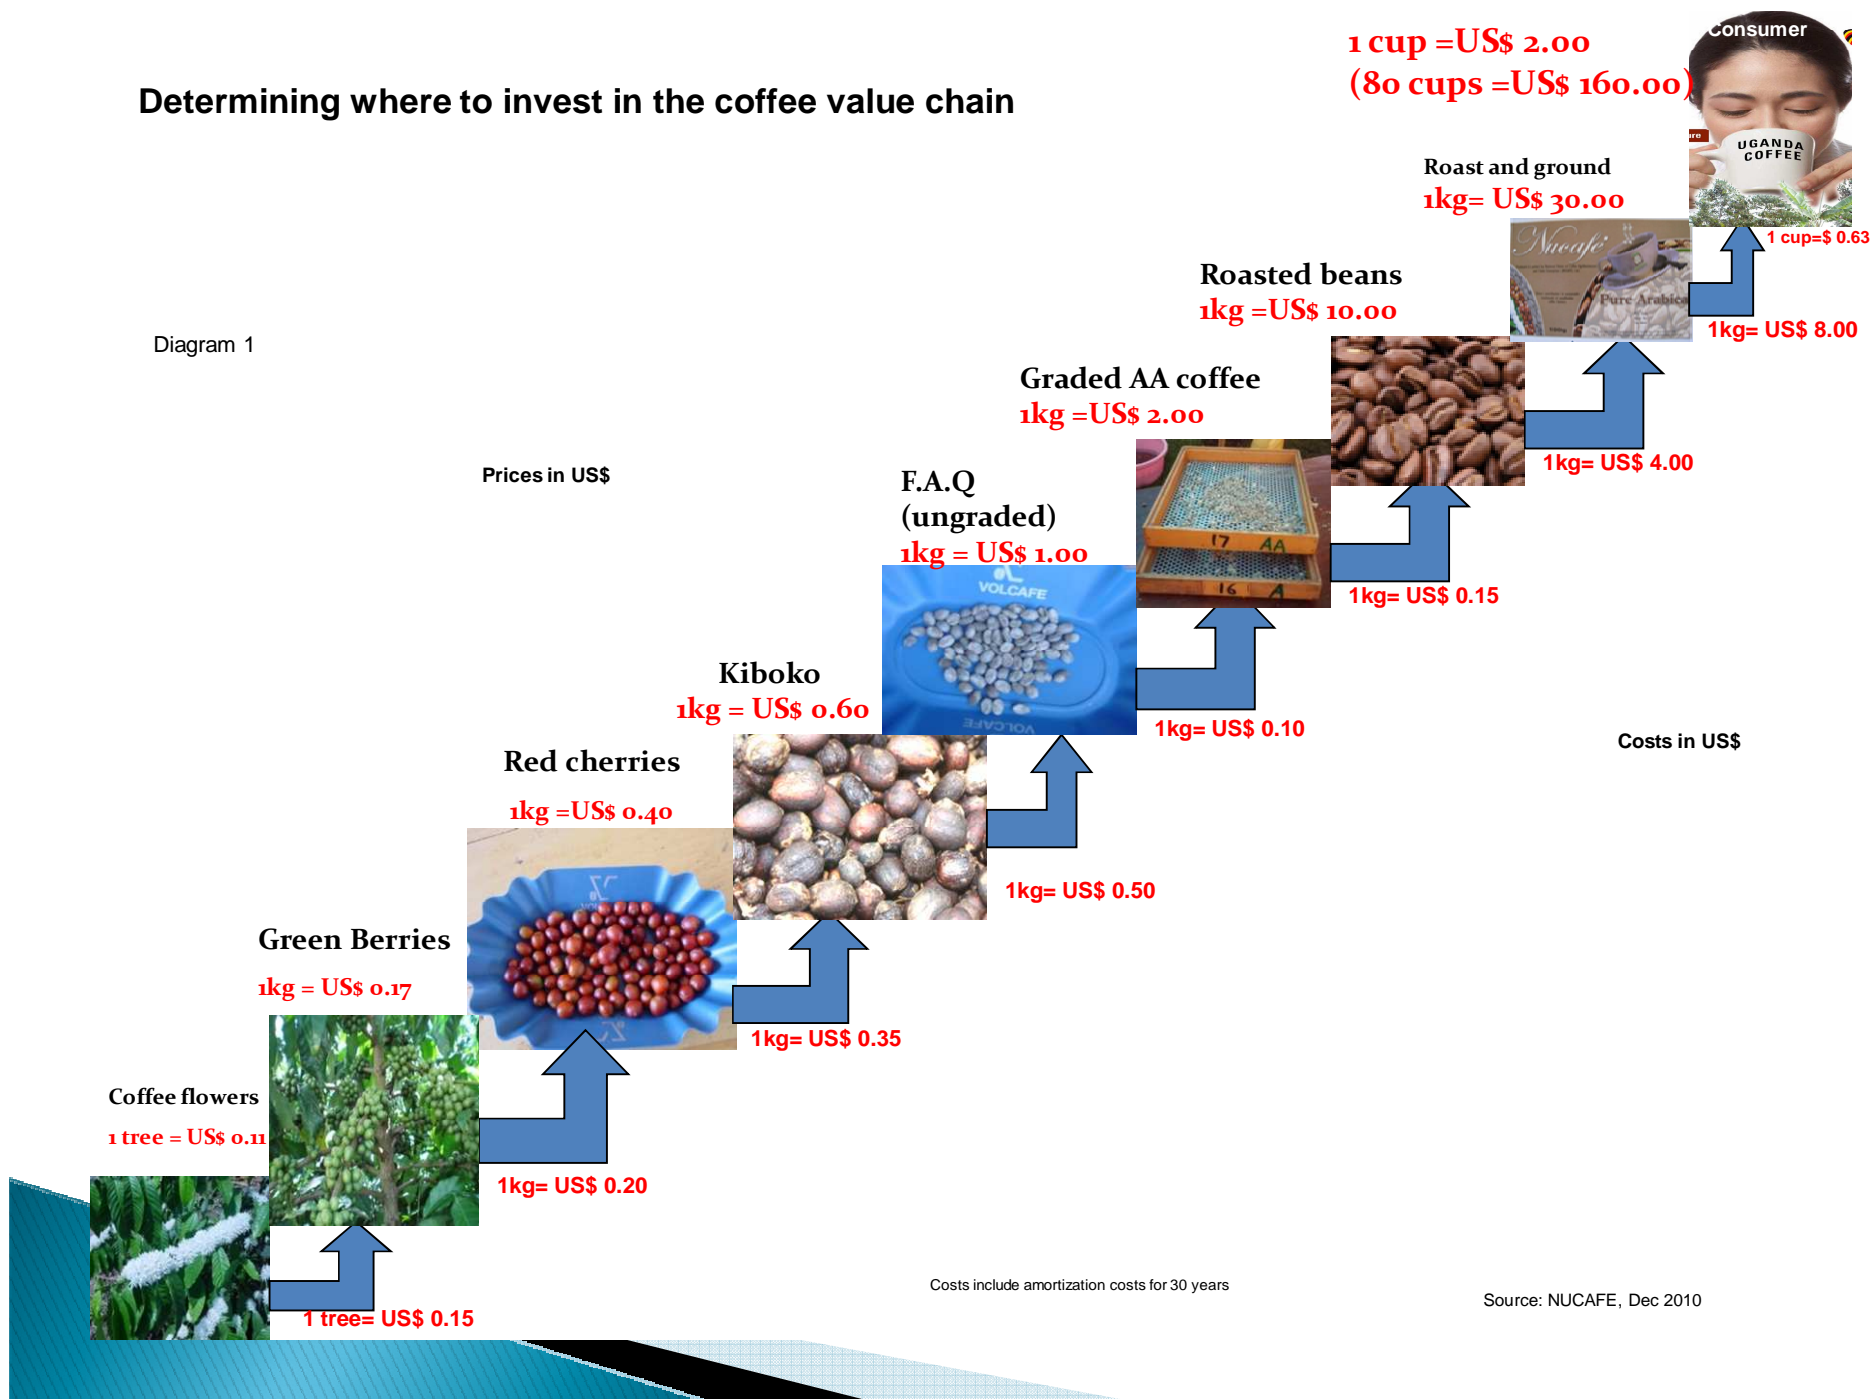 Consumer
1 cup =US$ 2.00
(80 cups =US$ 160.00)
Determining where to invest in the coffee value chain
UGANDA
COFFEE
Roast and ground
1kg= US$ 30.00
1 cup=$ 0.63
Nucafé
Pure Arabica
Roasted beans
1kg =US$ 10.00
1kg= US$ 8.00
Diagram 1
Graded AA coffee
1kg =US$ 2.00
1kg= US$ 4.00
Prices in US$
F.A.Q
(ungraded)
1kg = US$ 1.00
17 AA
16 A
VOLCAFE
VOLCAFE
1kg= US$ 0.15
Kiboko
1kg = US$ 0.60
1kg= US$ 0.10
Costs in US$
Red cherries
1kg =US$ 0.40
1kg= US$ 0.50
Green Berries
1kg = US$ 0.17
1kg= US$ 0.35
Coffee flowers
1 tree = US$ 0.11
1kg= US$ 0.20
Costs include amortization costs for 30 years
Source: NUCAFE, Dec 2010
1 tree= US$ 0.15